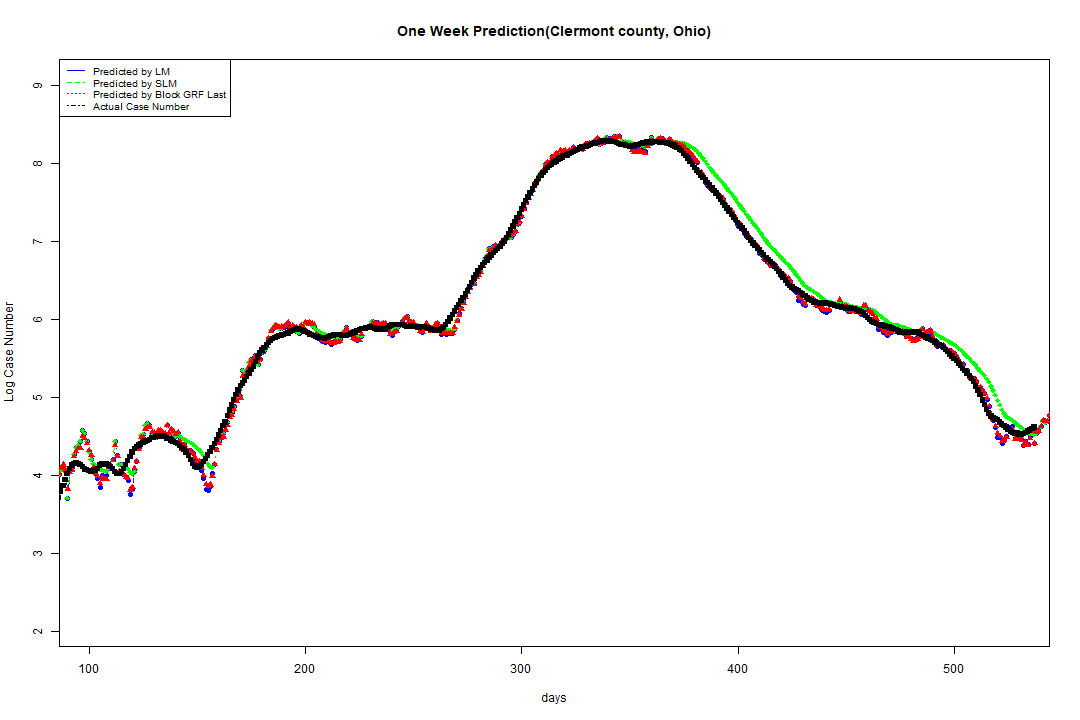 One Week Prediction(Clermont county, Ohio)
Predicted by LM
Predicted by SLM
Predicted by Block GRF Last
Actual Case Number
9
8
7
6
5
4
3
2
Log Case Number
100 200 300 400 500
days